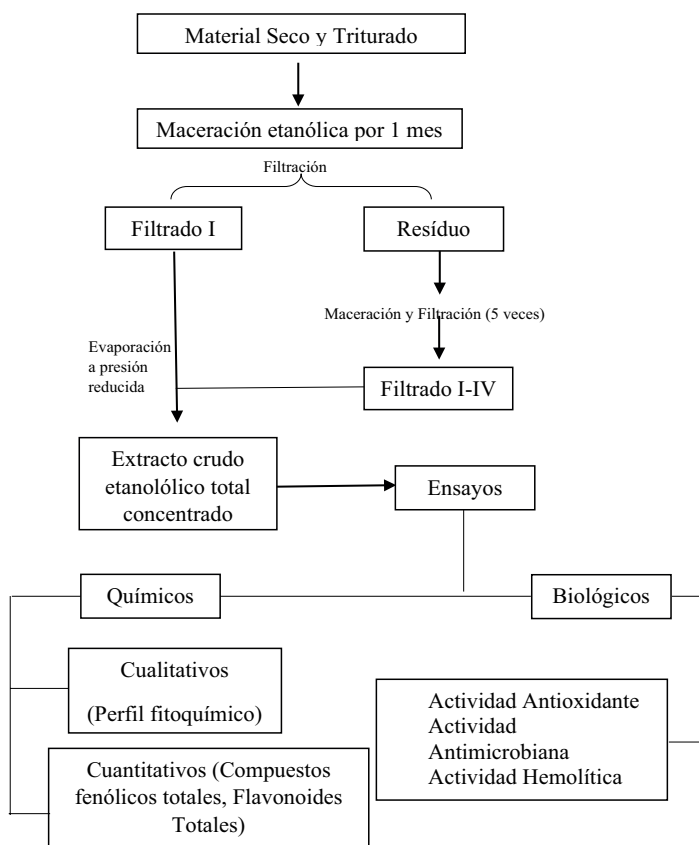 Material Seco y Triturado
Maceración etanólica por 1 mes
Filtración
Filtrado I
Resíduo
Maceración y Filtración (5 veces)
Evaporación
a presión
reducida
Filtrado I-IV
Extracto crudo
etanolólico total
concentrado
Ensayos
Químicos
Biológicos
Cualitativos
(Perfil fitoquímico)
Actividad Antioxidante
Actividad
Antimicrobiana
Actividad Hemolítica
Cuantitativos (Compuestos
fenólicos totales, Flavonoides
Totales)